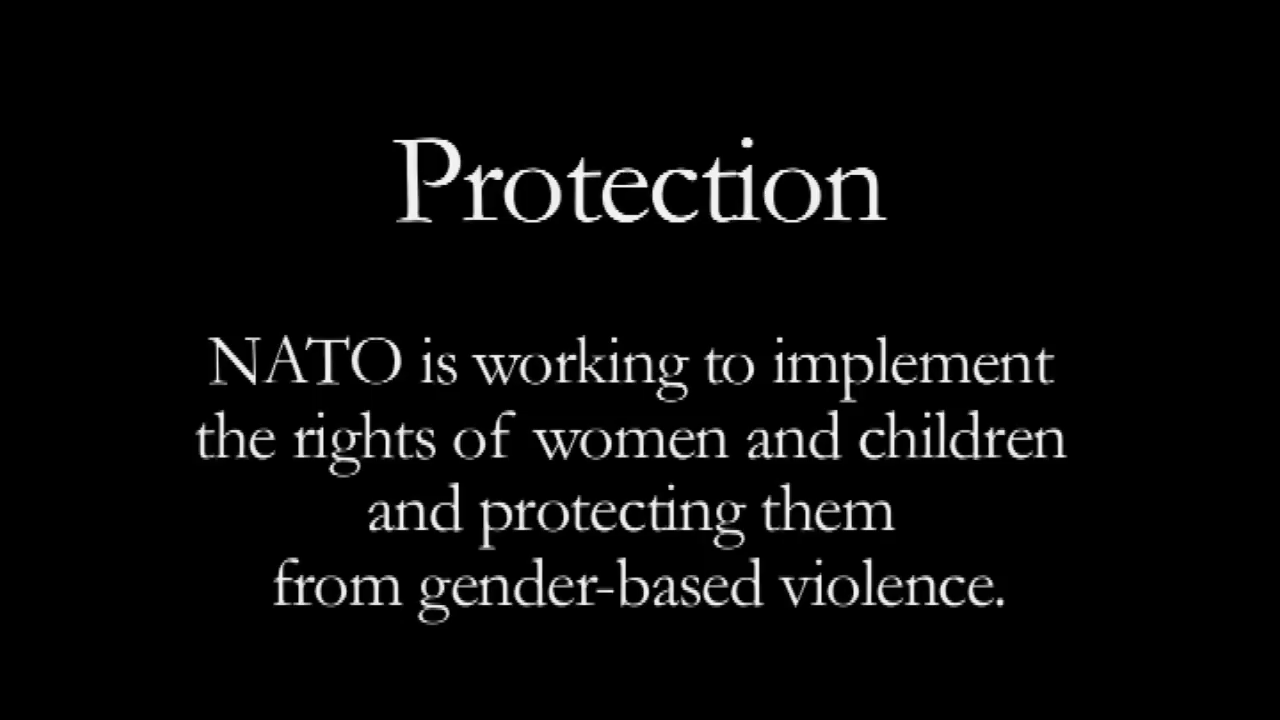 Protection
NATO is working to implement
the rights of women and children
and protecting them
from gender-based violence.